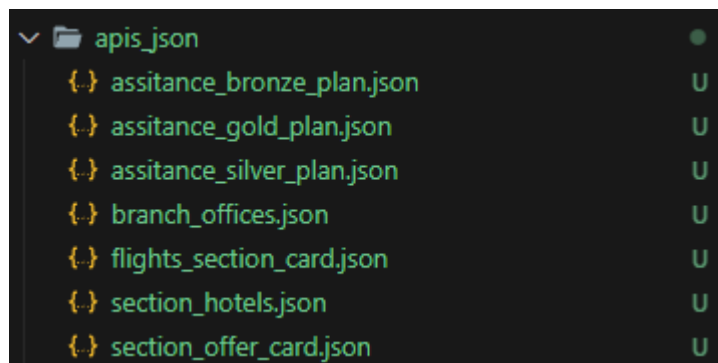 apis_json
{..} assitance_bronze_plan.json U
{..} assitance_gold_plan.json U
{..} assitance_silver_plan.json U
{..} branch_offices.json U
{..} flights_section_card.json U
{..} section_hotels.json U
{..} section_offer_card.json U